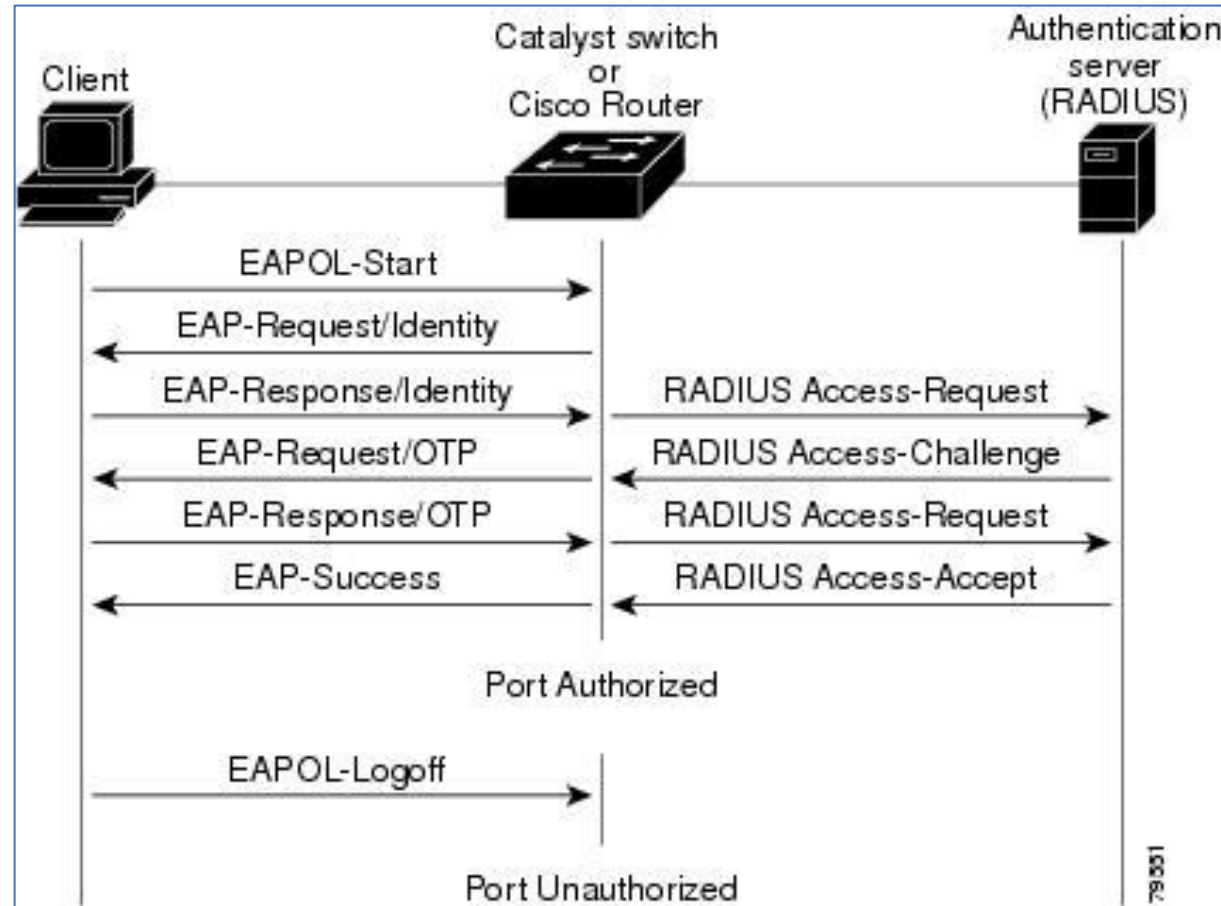 Client
Catalyst switch
or
Cisco Router
Authentication
server
(RADIUS)
EAPOL-Start
EAP-Request/Identity
EAP-Response/Identity
RADIUS Access-Request
EAP-Request/OTP
RADIUS Access-Challenge
EAP-Response/OTP
RADIUS Access-Request
EAP-Success
RADIUS Access-Accept
Port Authorized
EAPOL-Logoff
Port Unauthorized
79551